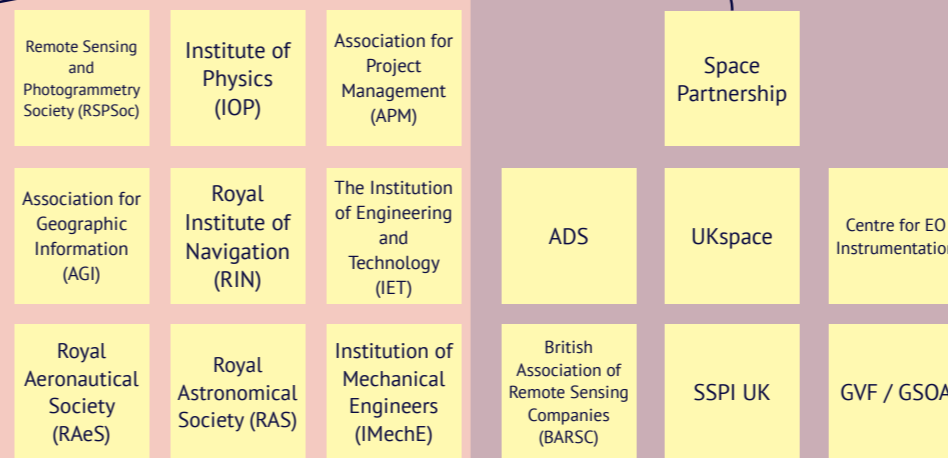 Remote Sensing
and
Photogrammetry
Society (RSPSoc)
Institute of
Physics
(IOP)
Association for
Project
Management
(APM)
Space
Partnership
Association for
Geographic
Information
(AGI)
Royal
Institute of
Navigation
(RIN)
The Institution
of Engineering
and
Technology
(IET)
ADS
UKspace
Centre for EO
Instrumentation
Royal
Aeronautical
Society
(RAeS)
Royal
Astronomical
Society (RAS)
Institution of
Mechanical
Engineers
(IMechE)
British
Association of
Remote Sensing
Companies
(BARSC)
SSPI UK
GVF / GSOA